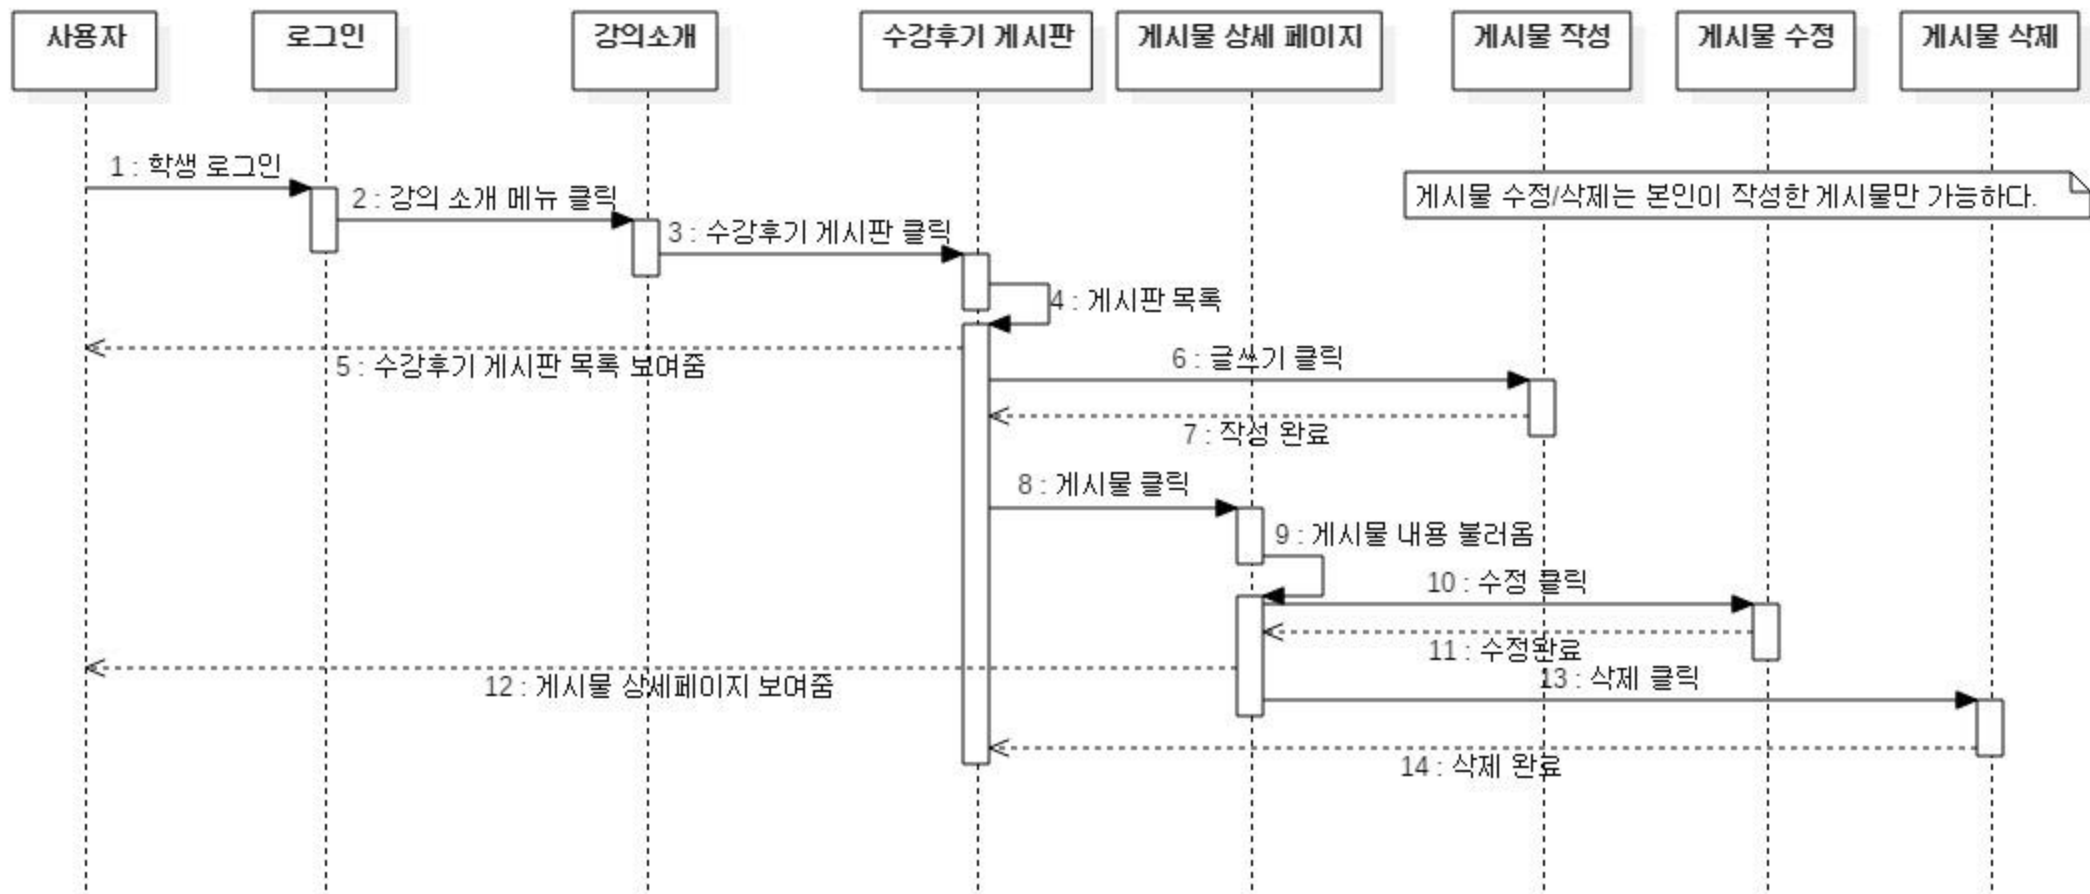 사용자
로그인
강의소개
수강후기 게시판
게시물 상세 페이지
게시물 작성
게시물 수정
게시물 삭제
1 : 학생 로그인
게시물 수정/삭제는 본인이 작성한 게시물만 가능하다.
2 : 강의 소개 메뉴 클릭
3 : 수강후기 게시판 클릭
4 : 게시판 목록
5 : 수강후기 게시판 목록 보여줌
6 : 글쓰기 클릭
7 : 작성 완료
8 : 게시물 클릭
9 : 게시물 내용 불러옴
10 : 수정 클릭
11 : 수정완료
12 : 게시물 상세페이지 보여줌
13 : 삭제 클릭
14 : 삭제 완료